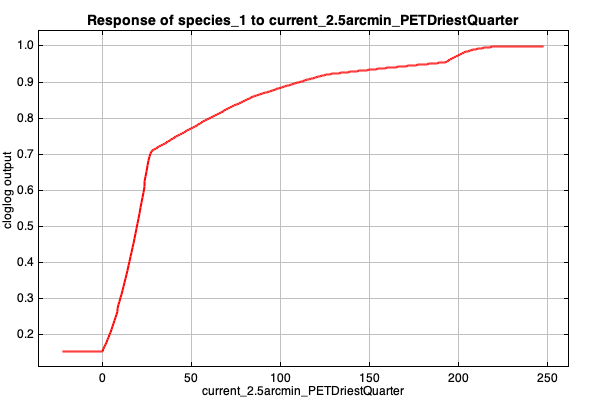 Response of species_1 to current_2.5arcmin_PETDriestQuarter
1.0
0.9
0.8
0.7
0.6
0.5
0.4
0.3
0.2
cloglog output
0 50 100 150 200 250
current_2.5arcmin_PETDriestQuarter